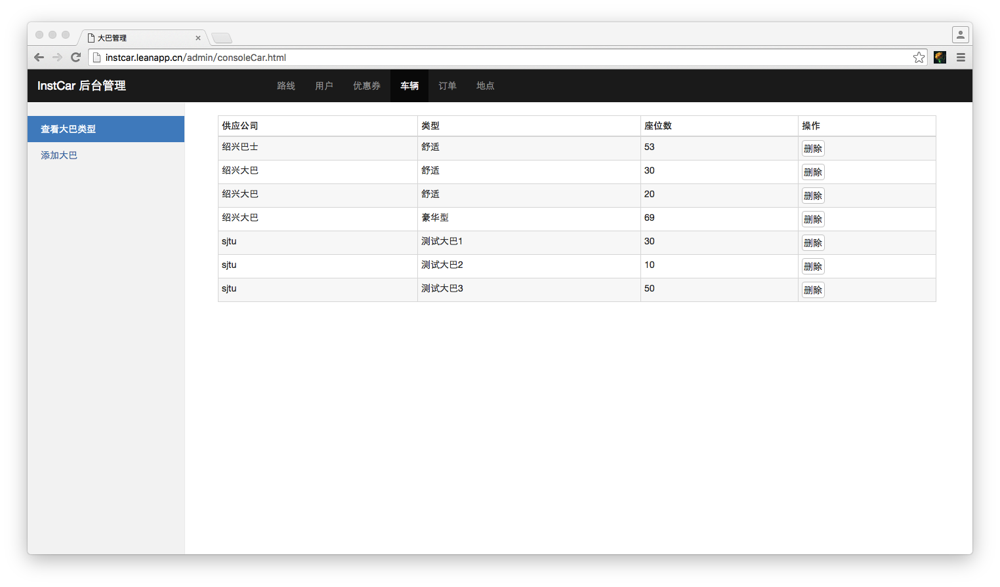 大巴管理
instcar.leanapp.cn/admin/consoleCar.html
InstCar 后台管理 路线 用户 优惠券 车辆 订单 地点
查看大巴类型
添加大巴
供应公司 类型 座位数 操作
绍兴巴士 舒适 53 删除
绍兴大巴 舒适 30 删除
绍兴大巴 舒适 20 删除
绍兴大巴 豪华型 69 删除
sjtu 测试大巴1 30 删除
sjtu 测试大巴2 10 删除
sjtu 测试大巴3 50 删除